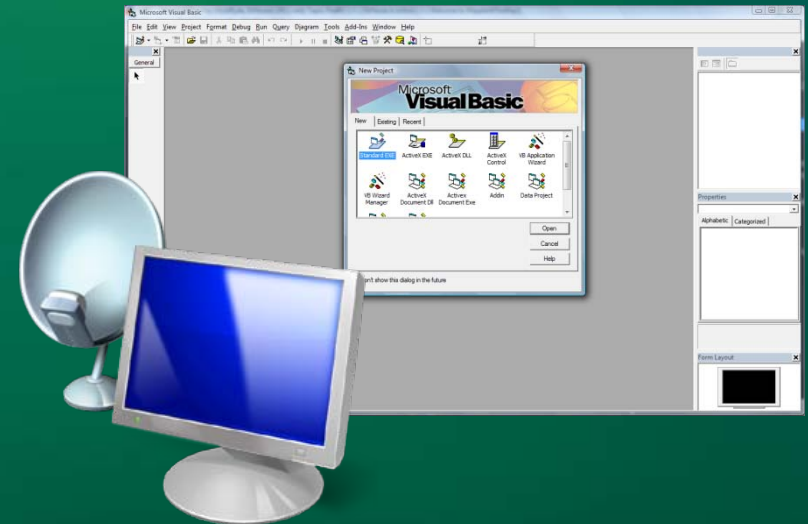 Microsoft Visual Basic
File Edit View Project Format Debug Run Query Diagram Tools Add-Ins Window Help
General
New Project
Microsoft
Visual Basic
New Existing Recent
Standard EXE ActiveX EXE ActiveX DLL ActiveX Control VB Application Wizard
VB Wizard Manager ActiveX Document Dll Activex Document Exe Addin Data Project
Open
Cancel
Help
show this dialog in the future
Properties
Alphabetic Categorized
Form Layout